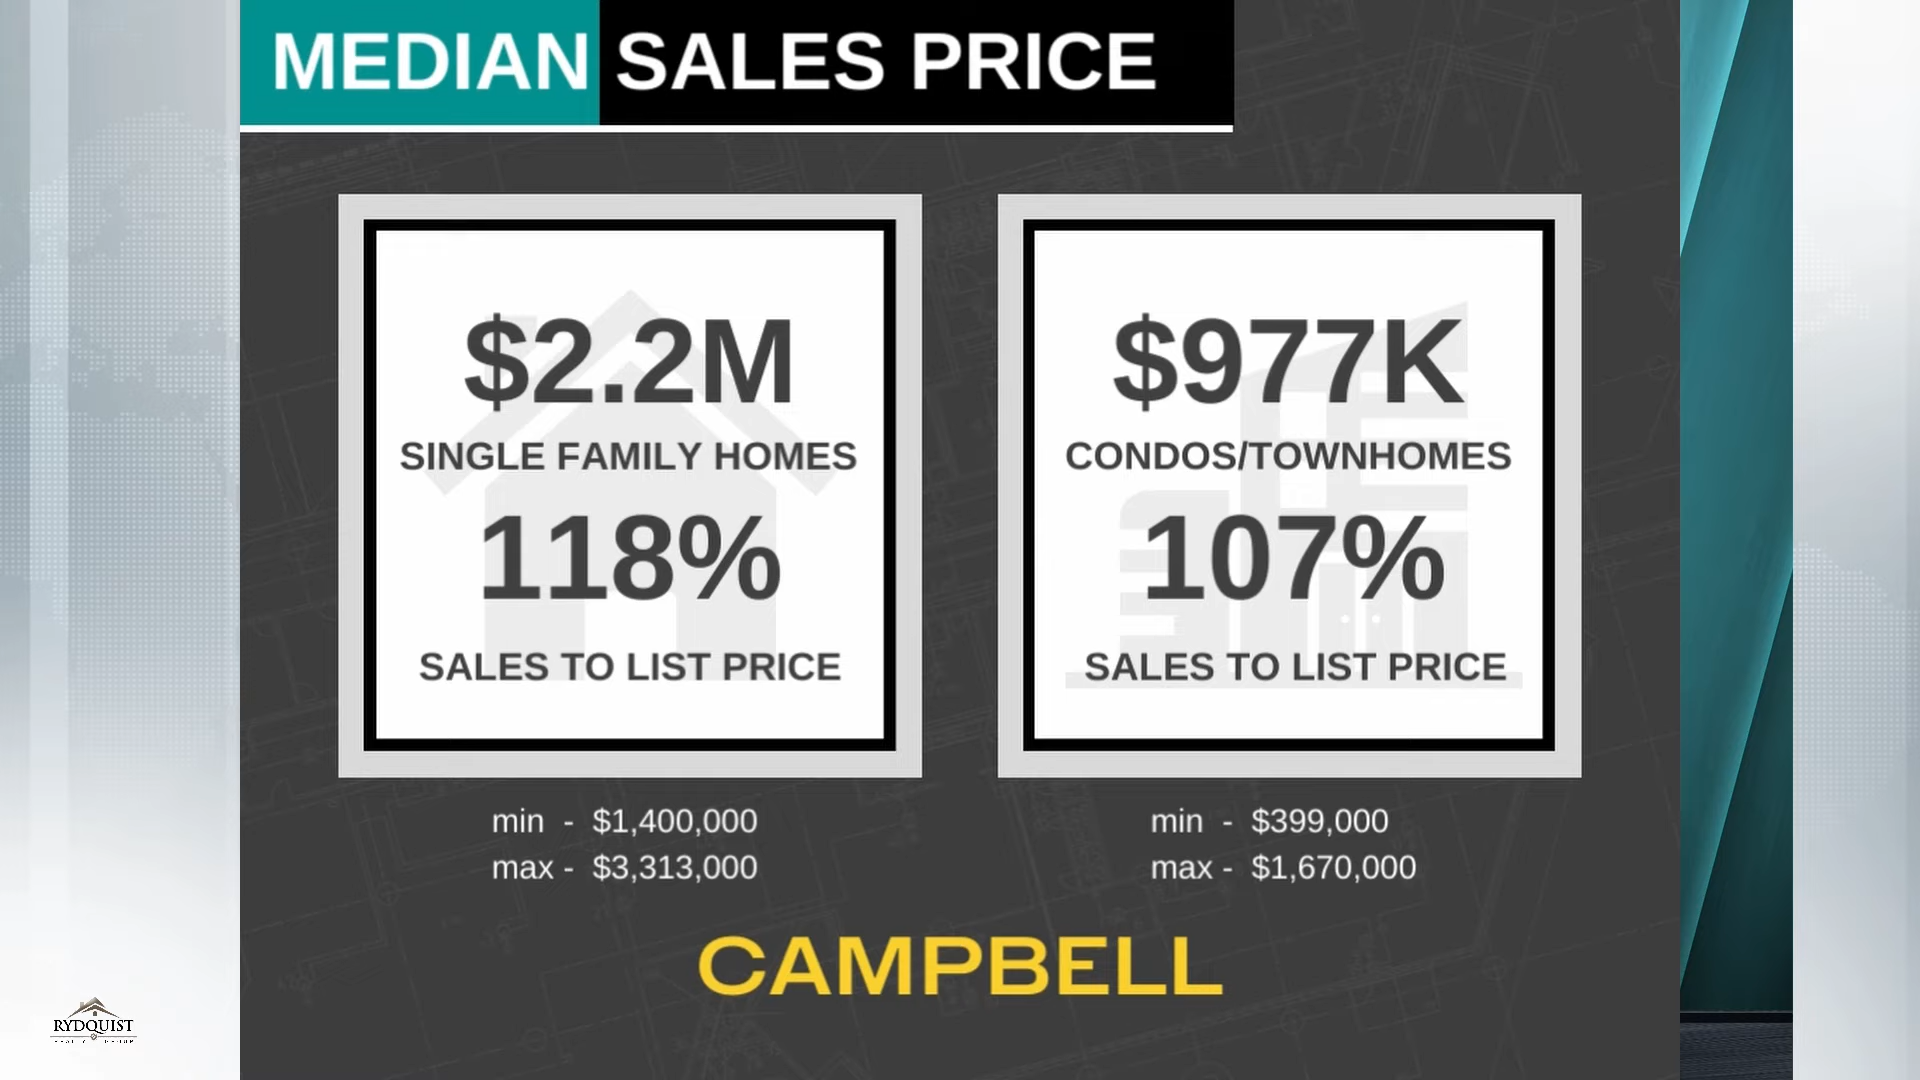 MEDIAN SALES PRICE
$2.2M
SINGLE FAMILY HOMES
118%
SALES TO LIST PRICE
min - $1,400,000
max - $3,313,000
$977K
CONDOS/TOWNHOMES
107%
SALES TO LIST PRICE
min - $399,000
max - $1,670,000
CAMPBELL
RYDQUIST